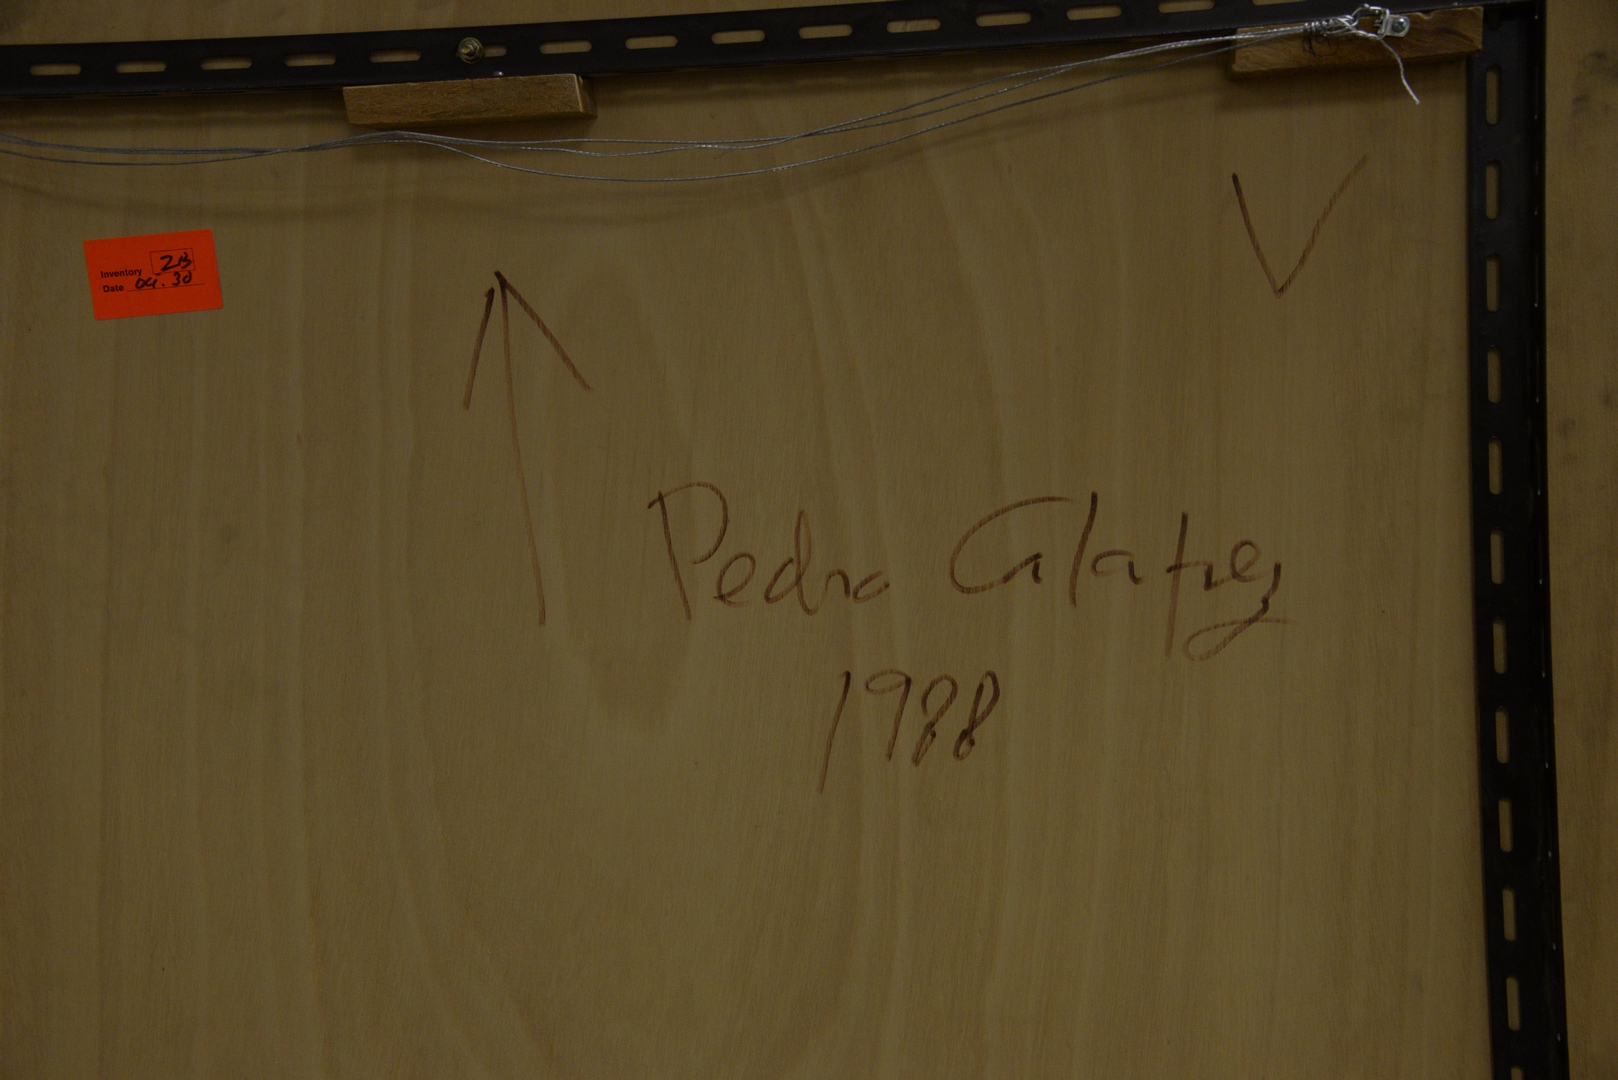 Inventory 2B
Date 04.30
V
Pedro Calapez
1988